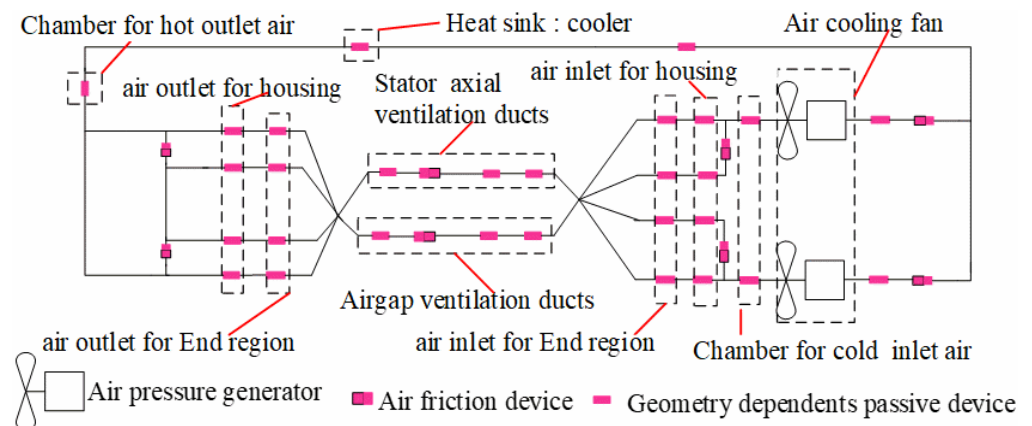 Chamber for hot outlet air
Heat sink : cooler
Air cooling fan
air outlet for housing
Stator axial
ventilation ducts
air inlet for housing
Airgap ventilation ducts
air outlet for End region
air inlet for End region
Chamber for cold inlet air
Air pressure generator
Air friction device
Geometry dependents passive device